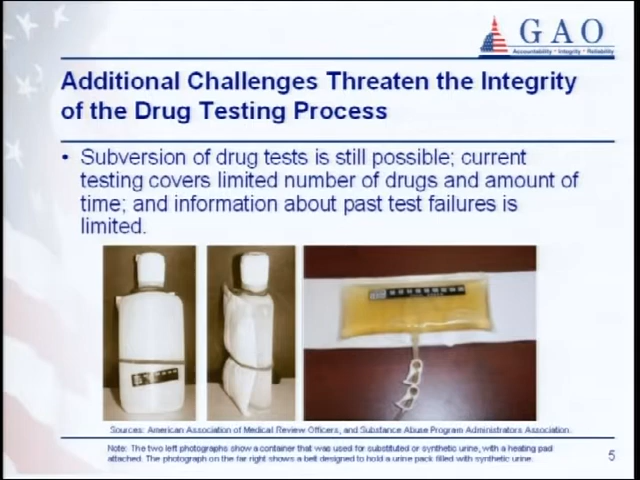 GAO
Accountability * Integrity * Reliability
Additional Challenges Threaten the Integrity
of the Drug Testing Process
• Subversion of drug tests is still possible; current
testing covers limited number of drugs and amount of
time; and information about past test failures is
limited.
Sources: American Association of Medical Review Officers, and Substance Abuse Program Administrators Association.
Note: The two left photographs show a container that was used for substituted or synthetic urine, with a heating pad
attached. The photograph on the far right shows a belt designed to hold a urine pack filled with synthetic urine.
5